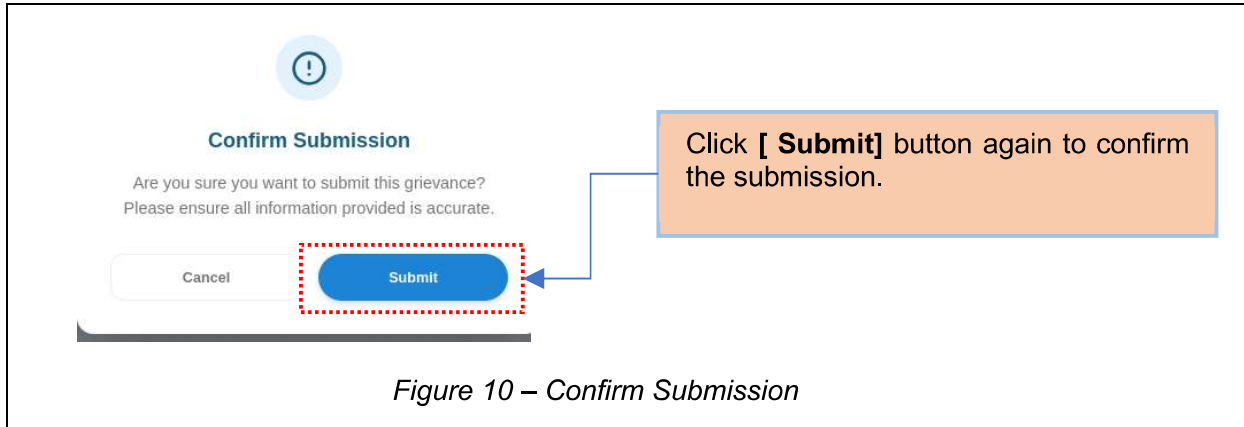 Confirm Submission
Are you sure you want to submit this grievance?
Please ensure all information provided is accurate.
Cancel
Submit
Click [ Submit] button again to confirm
the submission.
Figure 10 – Confirm Submission